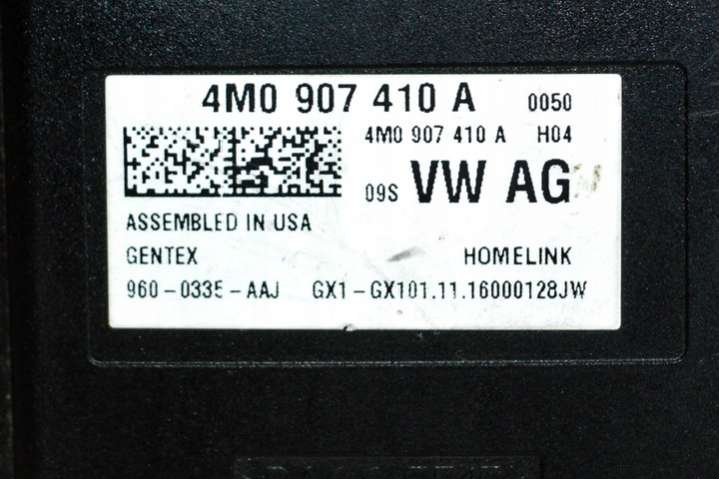 4M0 907 410 A 0050
4M0 907 410 A H04
09S VW AG
ASSEMBLED IN USA
GENTEX HOMELINK
960-0335-AAJ GX1-GX101.11.16000128JW